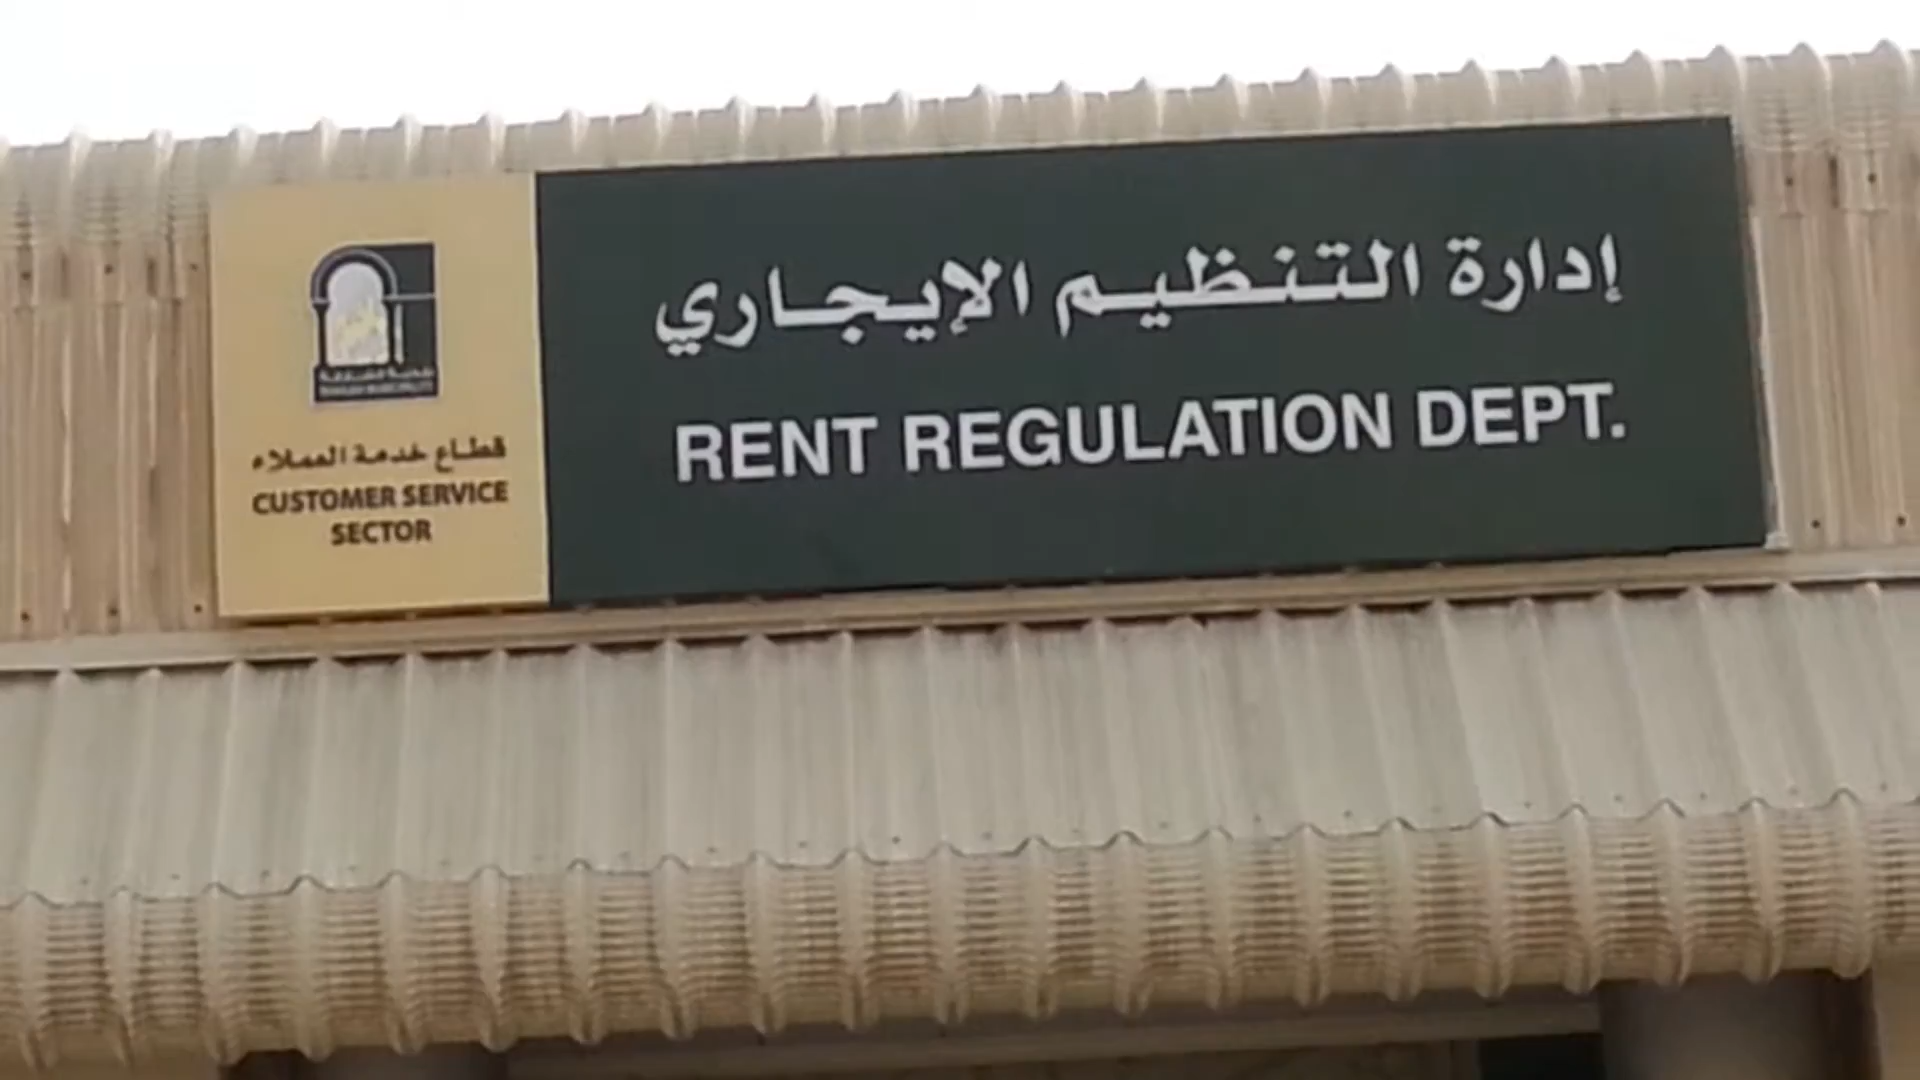 إدارة التنظيم الإيجاري
RENT REGULATION DEPT.
قطاع خدمة العملاء
CUSTOMER SERVICE
SECTOR